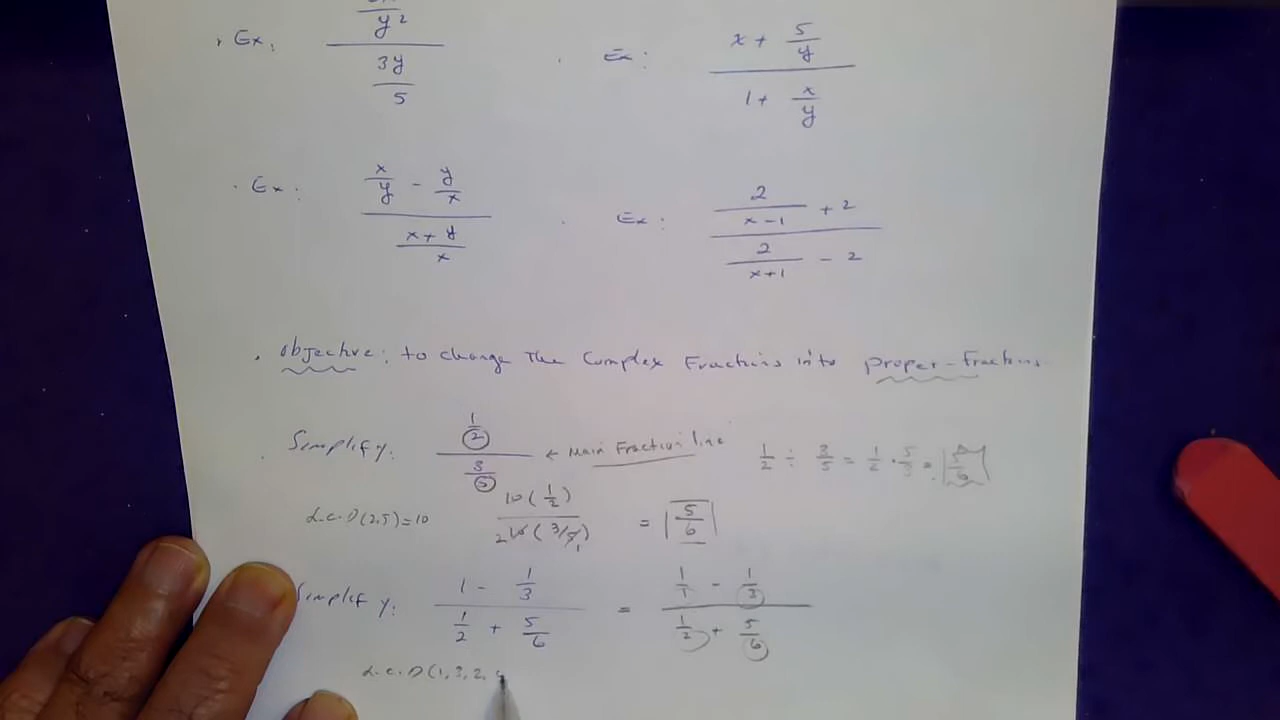 Ex: y² / 3y / 5
Ex: x + 5/y / 1 + x/y
Ex: x/y - y/x / x + y / x
Ex: 2 / x-1 + 2 / 2 / x+1 - 2
Objective: to change The Complex Fractions into proper-fractions.
Simplify. 1/2 / 3/5 ← Main Fraction line 1/2 ÷ 3/5 = 1/2 · 5/3 = 5/6
L.C.D(2,5)=10 10(1/2) / 2 10(3/5) 1 = 5/6
Simplify. 1 - 1/3 / 1/2 + 5/6 = 1/1 - 1/3 / 1/2 + 5/6
L.C.D(1,3,2,